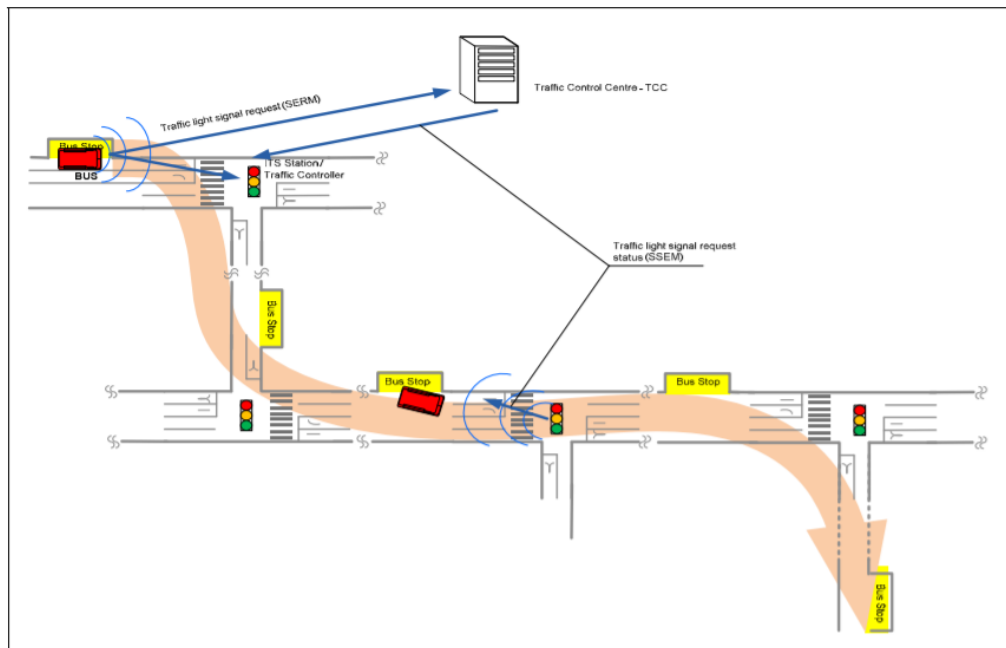 Traffic Control Centre - TCC
Traffic light signal request (SERM)
Bus Stop
BUS
ITS Station/
Traffic Controller
Traffic light signal request
status (SSEM)
Bus Stop
Bus Stop
Bus Stop
Bus Stop